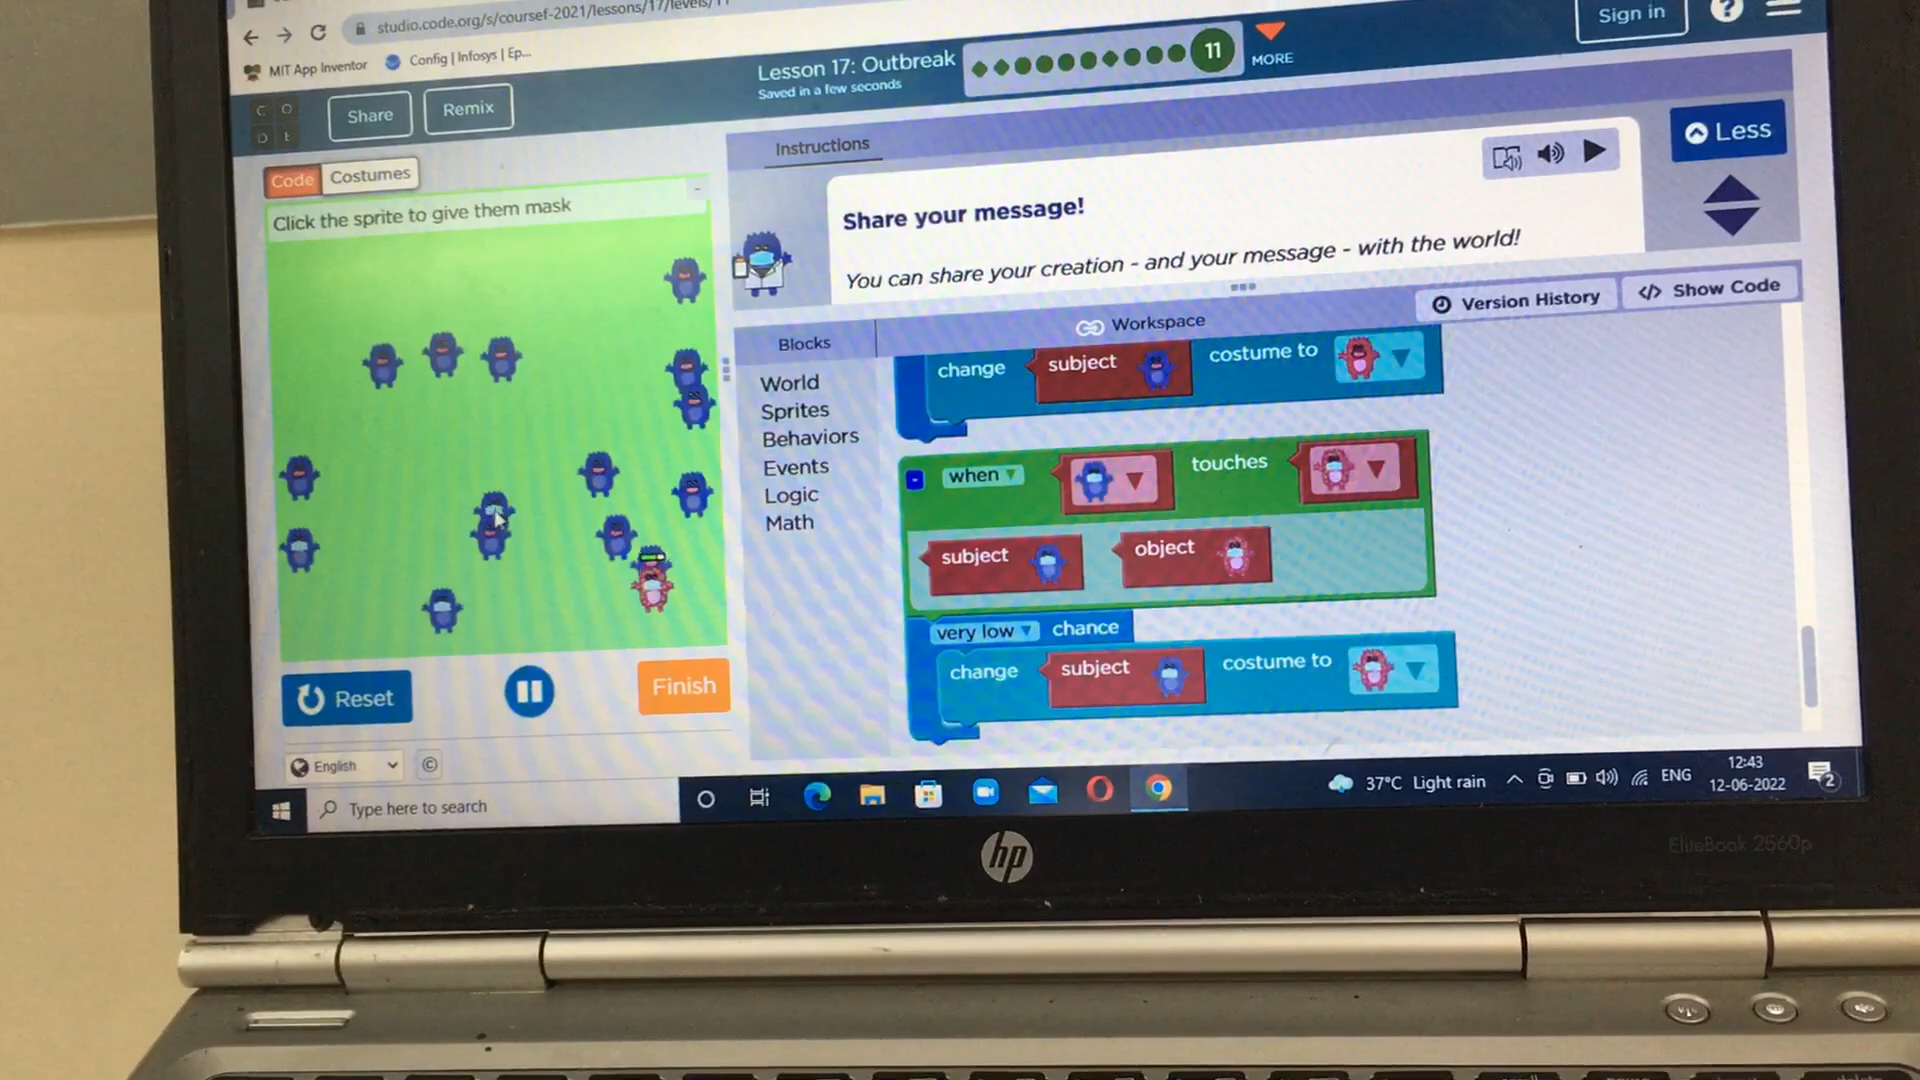 studio.code.org/s/coursef-2021/lessons/17/levels/11
MIT App Inventor
Config | Infosys | Ep...
C O
D E
Share
Remix
Lesson 17: Outbreak
Saved in a few seconds
11
MORE
Sign in
?
Code
Costumes
Click the sprite to give them mask
Instructions
Less
Share your message!
You can share your creation - and your message - with the world!
Version History
</> Show Code
Blocks
Workspace
World
Sprites
Behaviors
Events
Logic
Math
change subject costume to
when touches
subject object
very low chance
change subject costume to
Reset
Finish
English
©
Type here to search
37°C Light rain
ENG
12:43
12-06-2022
2
hp
EliteBook 2560p